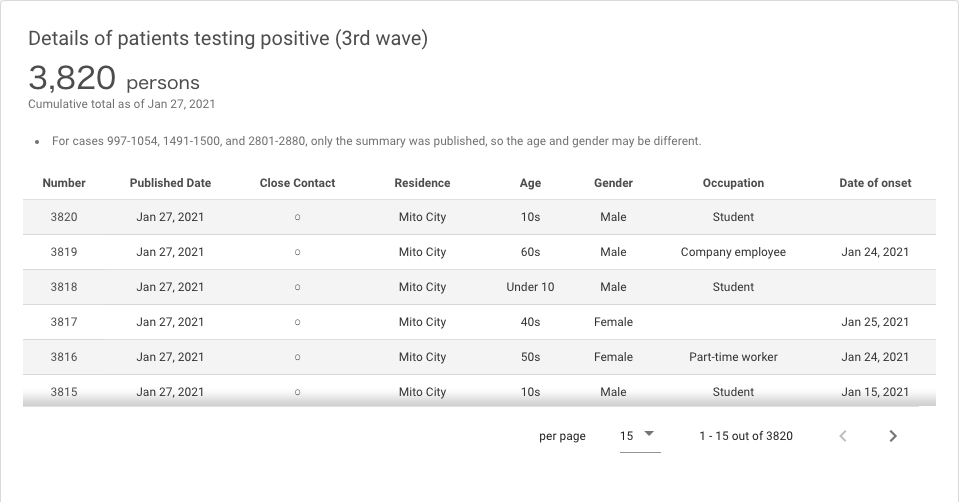 Details of patients testing positive (3rd wave)
3,820 persons
Cumulative total as of Jan 27, 2021
• For cases 997-1054, 1491-1500, and 2801-2880, only the summary was published, so the age and gender may be different.
Number Published Date Close Contact Residence Age Gender Occupation Date of onset
3820 Jan 27, 2021 ○ Mito City 10s Male Student
3819 Jan 27, 2021 ○ Mito City 60s Male Company employee Jan 24, 2021
3818 Jan 27, 2021 ○ Mito City Under 10 Male Student
3817 Jan 27, 2021 ○ Mito City 40s Female Jan 25, 2021
3816 Jan 27, 2021 ○ Mito City 50s Female Part-time worker Jan 24, 2021
3815 Jan 27, 2021 ○ Mito City 10s Male Student Jan 15, 2021
per page 15 1 - 15 out of 3820